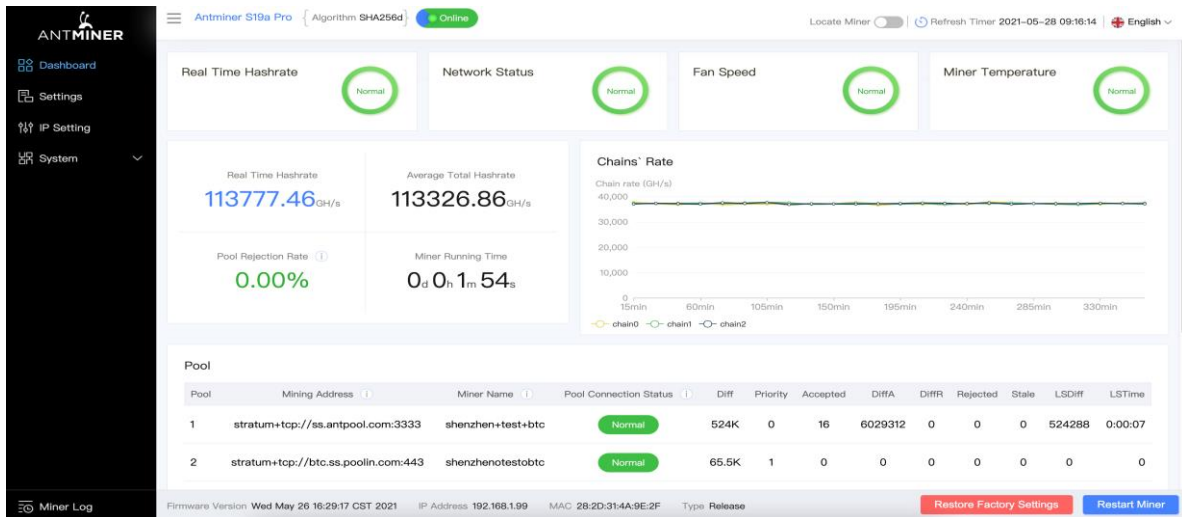 ANTMINER
Antminer S19a Pro { Algorithm SHA256d } Online
Locate Miner Refresh Timer 2021-05-28 09:16:14 English
Dashboard
Settings
IP Setting
System
Real Time Hashrate Normal
Network Status Normal
Fan Speed Normal
Miner Temperature Normal
Real Time Hashrate
113777.46GH/s
Average Total Hashrate
113326.86GH/s
Pool Rejection Rate
0.00%
Miner Running Time
0d 0h 1m 54s
Chains` Rate
Chain rate (GH/s)
40,000
30,000
20,000
10,000
0
15min 60min 105min 150min 195min 240min 285min 330min
chain0 chain1 chain2
Pool
Pool Mining Address Miner Name Pool Connection Status Diff Priority Accepted DiffA DiffR Rejected Stale LSDiff LSTime
1 stratum+tcp://ss.antpool.com:3333 shenzhen+test+btc Normal 524K 0 16 6029312 0 0 0 524288 0:00:07
2 stratum+tcp://btc.ss.poolin.com:443 shenzhenotestobtc Normal 65.5K 1 0 0 0 0 0 0 0
Miner Log
Firmware Version Wed May 26 16:29:17 CST 2021 IP Address 192.168.1.99 MAC 28:2D:31:4A:9E:2F Type Release
Restore Factory Settings
Restart Miner